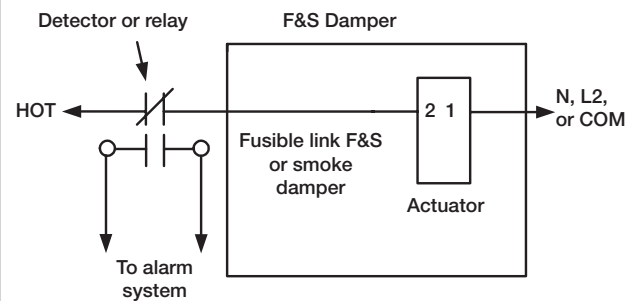 Detector or relay
F&S Damper
HOT
2 1
N, L2,
or COM
Fusible link F&S
or smoke
damper
Actuator
To alarm
system